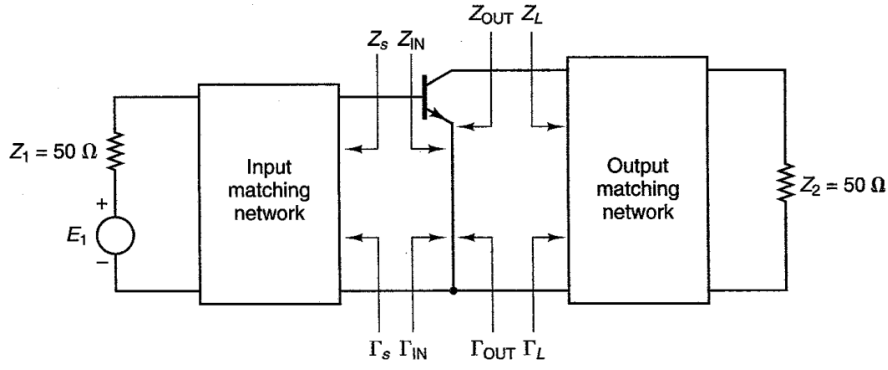 Z_s Z_IN Z_OUT Z_L
Z_1 = 50 Ω
Input
matching
network
Output
matching
network
Z_2 = 50 Ω
+
E_1
–
Γ_s Γ_IN Γ_OUT Γ_L